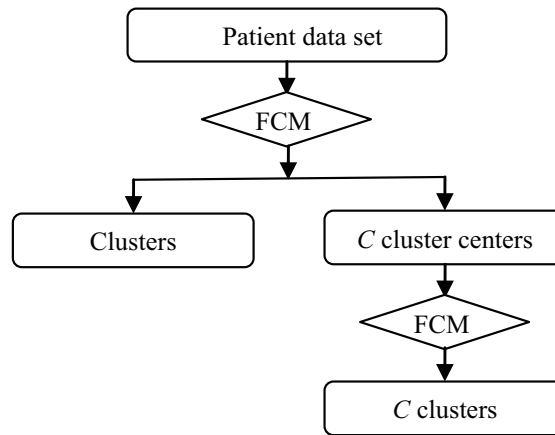 Patient data set
FCM
Clusters
C cluster centers
FCM
C clusters